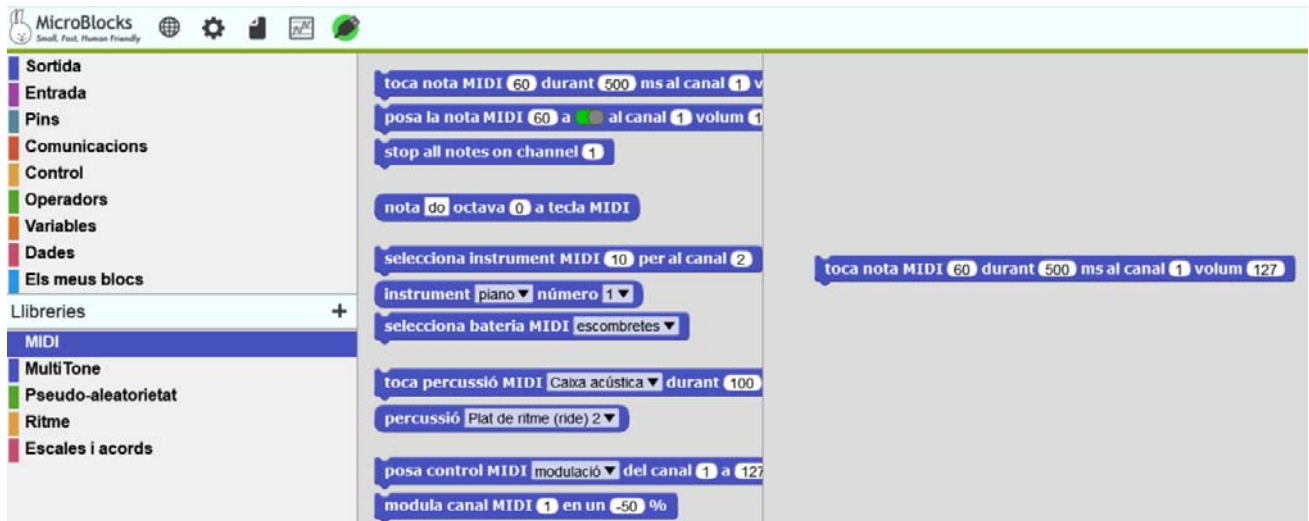 MicroBlocks
Small, Fast, Human Friendly
Sortida
Entrada
Pins
Comunicacions
Control
Operadors
Variables
Dades
Els meus blocs
Llibreries +
MIDI
MultiTone
Pseudo-aleatorietat
Ritme
Escales i acords
toca nota MIDI 60 durant 500 ms al canal 1 v
posa la nota MIDI 60 a al canal 1 volum 1
stop all notes on channel 1
nota do octava 0 a tecla MIDI
selecciona instrument MIDI 10 per al canal 2
instrument piano número 1
selecciona bateria MIDI escombretes
toca percussió MIDI Caixa acústica durant 100
percussió Plat de ritme (ride) 2
posa control MIDI modulació del canal 1 a 127
modula canal MIDI 1 en un -50 %
toca nota MIDI 60 durant 500 ms al canal 1 volum 127